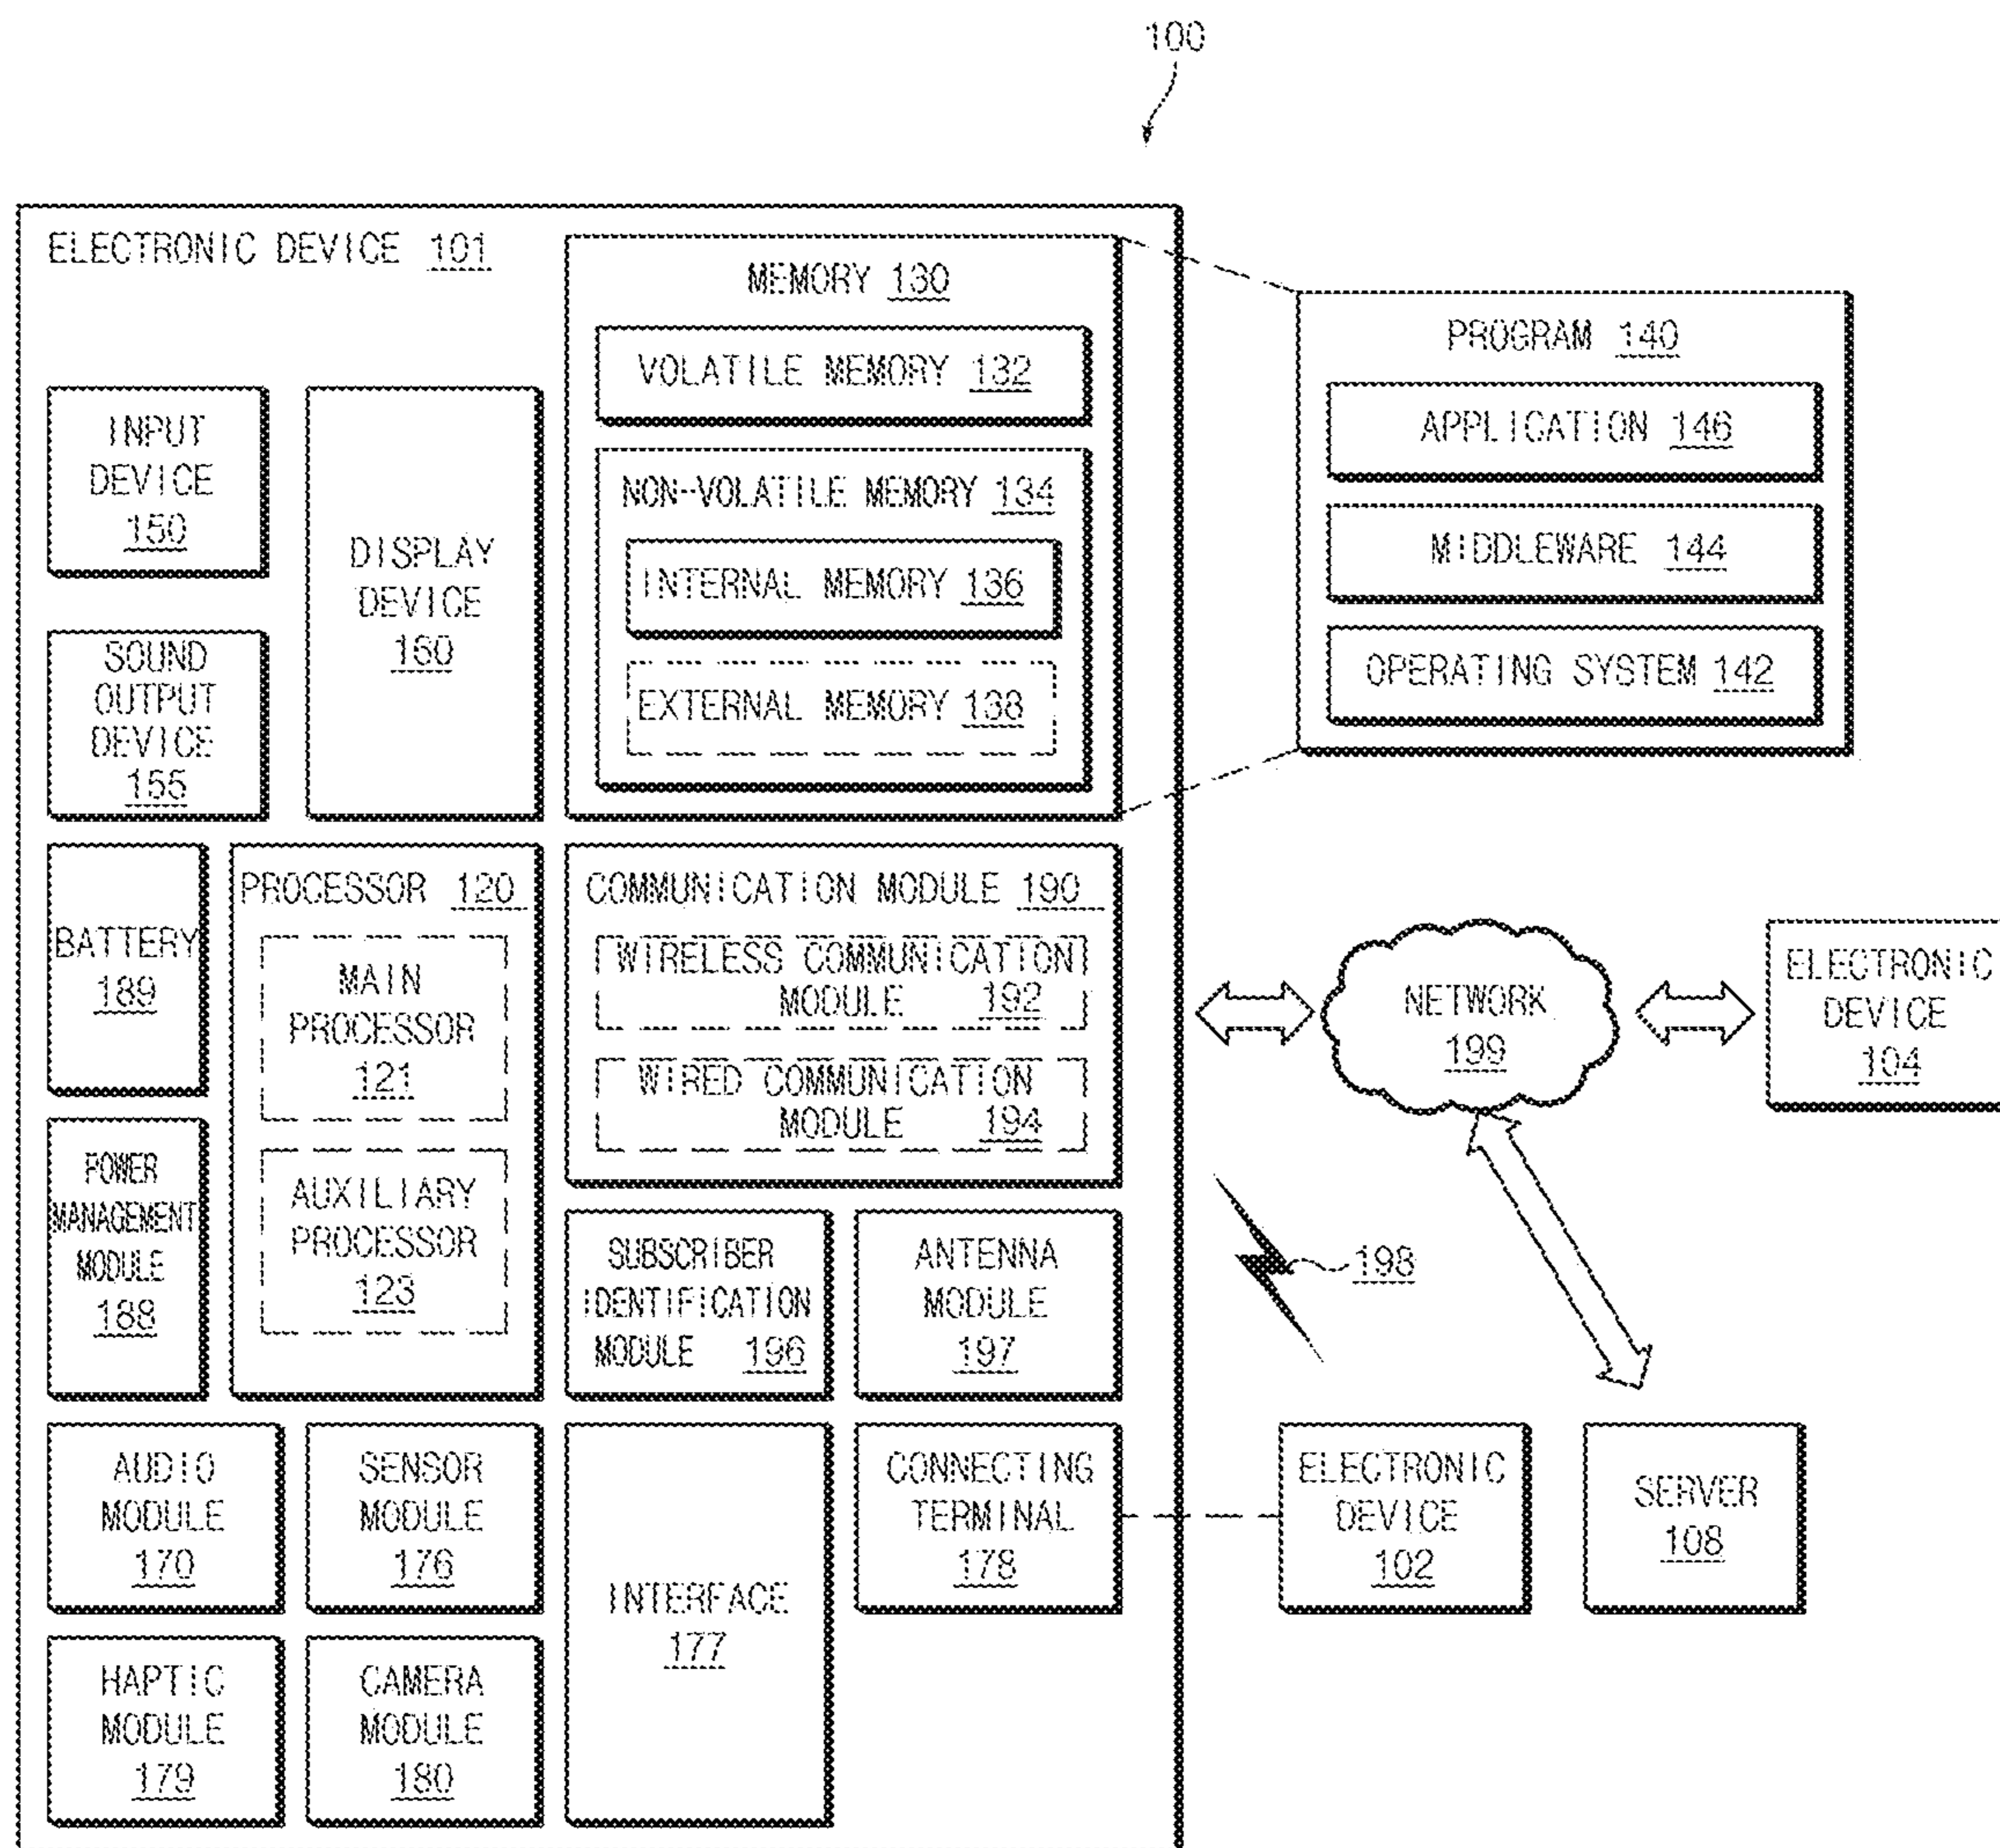 100
ELECTRONIC DEVICE 101
MEMORY 130
VOLATILE MEMORY 132
NON-VOLATILE MEMORY 134
INTERNAL MEMORY 136
EXTERNAL MEMORY 138
PROGRAM 140
APPLICATION 146
MIDDLEWARE 144
OPERATING SYSTEM 142
INPUT
DEVICE
150
DISPLAY
DEVICE
160
SOUND
OUTPUT
DEVICE
155
BATTERY
189
PROCESSOR 120
MAIN
PROCESSOR
121
AUXILIARY
PROCESSOR
123
COMMUNICATION MODULE 190
WIRELESS COMMUNICATION
MODULE 192
WIRED COMMUNICATION
MODULE 194
NETWORK
199
ELECTRONIC
DEVICE
104
POWER
MANAGEMENT
MODULE
188
SUBSCRIBER
IDENTIFICATION
MODULE 196
ANTENNA
MODULE
197
198
AUDIO
MODULE
170
SENSOR
MODULE
176
INTERFACE
177
CONNECTING
TERMINAL
178
ELECTRONIC
DEVICE
102
SERVER
108
HAPTIC
MODULE
179
CAMERA
MODULE
180